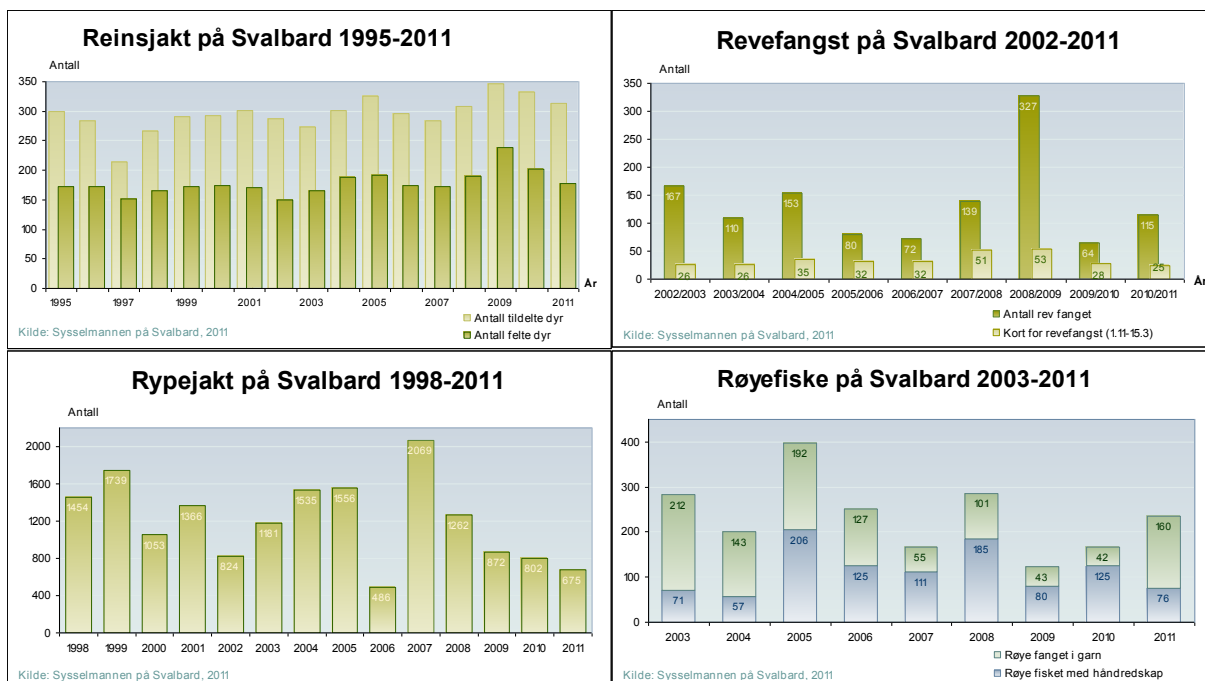 Reinsjakt på Svalbard 1995-2011
Antall
350
300
250
200
150
100
50
0
1995 1997 1999 2001 2003 2005 2007 2009 2011
År
Antall tildelte dyr
Antall felte dyr
Kilde: Sysselmannen på Svalbard, 2011
Revefangst på Svalbard 2002-2011
Antall
350
300
250
200
150
100
50
0
167 110 153 80 72 139 327 64 115
26 26 35 32 32 51 53 28 25
2002/2003 2003/2004 2004/2005 2005/2006 2006/2007 2007/2008 2008/2009 2009/2010 2010/2011
År
Antall rev fanget
Kort for revefangst (1.11-15.3)
Kilde: Sysselmannen på Svalbard, 2011
Rypejakt på Svalbard 1998-2011
Antall
2000
1600
1200
800
400
0
1454 1739 1053 1366 824 1181 1535 1556 486 2069 1262 872 802 675
1998 1999 2000 2001 2002 2003 2004 2005 2006 2007 2008 2009 2010 2011
Kilde: Sysselmannen på Svalbard, 2011
Røyefiske på Svalbard 2003-2011
Antall
400
300
200
100
0
212 143 192 127 55 101 43 42 160
71 57 206 125 111 185 80 125 76
2003 2004 2005 2006 2007 2008 2009 2010 2011
Røye fanget i garn
Røye fisket med håndredskap
Kilde: Sysselmannen på Svalbard, 2011